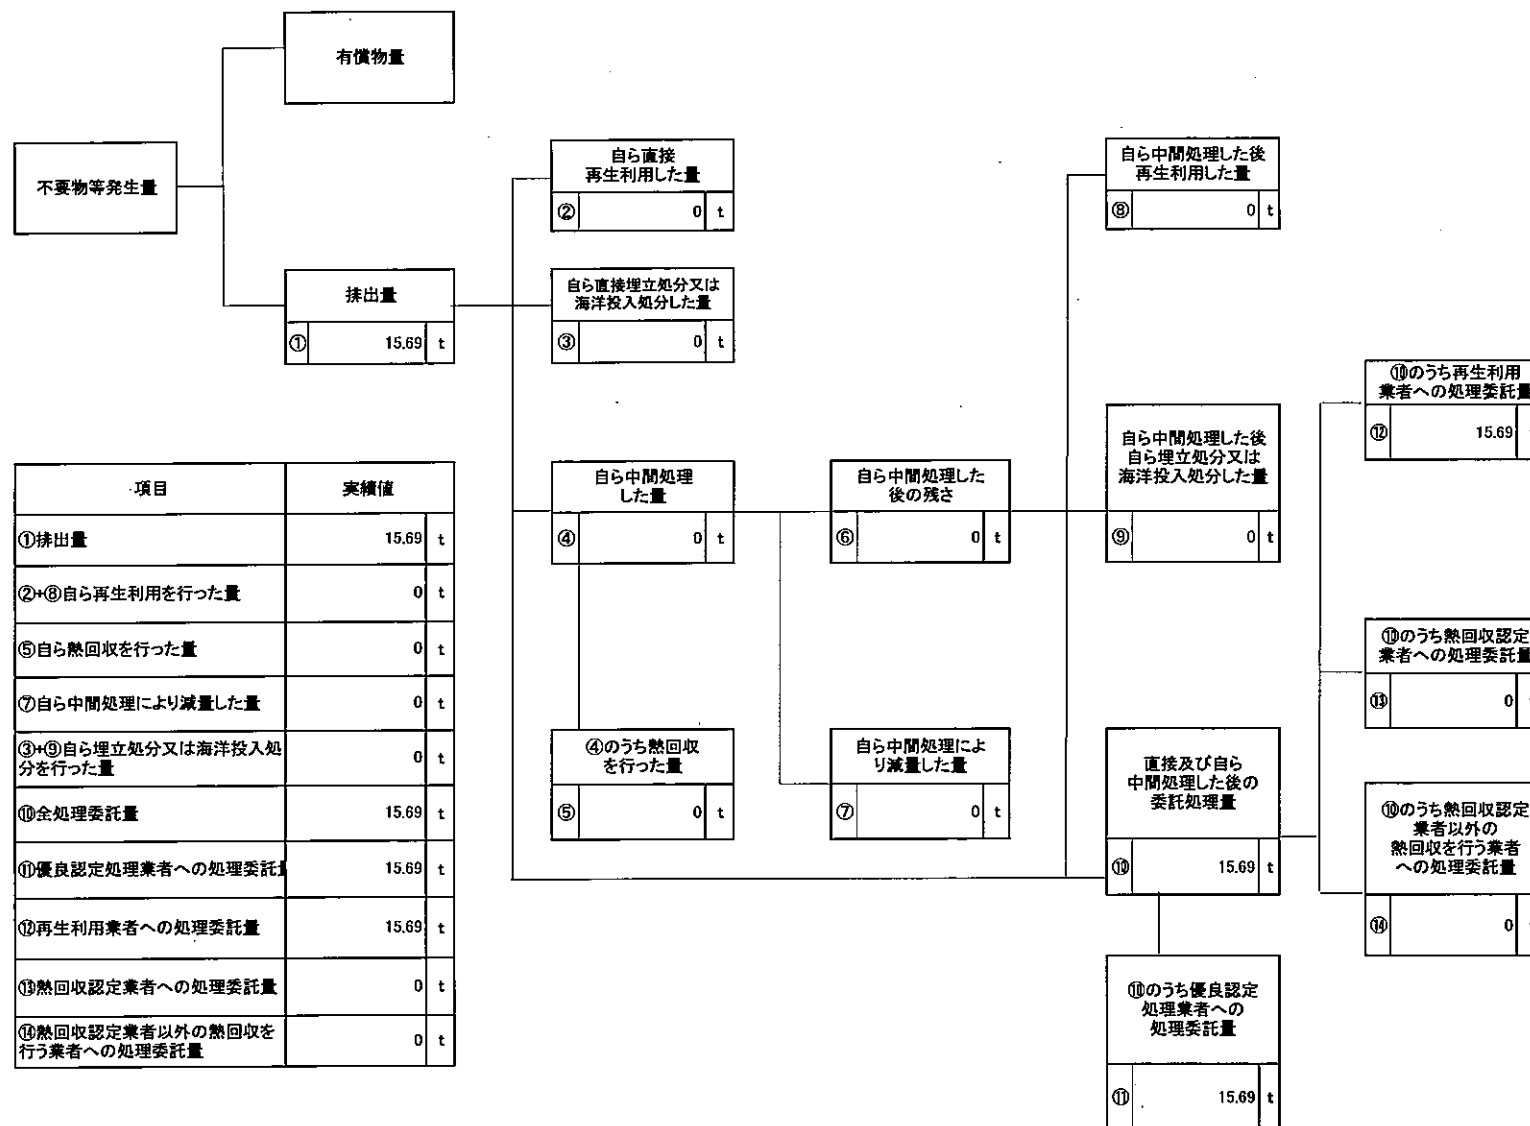 有償物量
不要物等発生量
排出量
① 15.69 t
自ら直接
再生利用した量
② 0 t
自ら直接埋立処分又は
海洋投入処分した量
③ 0 t
自ら中間処理
した量
④ 0 t
④のうち熱回収
を行った量
⑤ 0 t
自ら中間処理した
後の残さ
⑥ 0 t
自ら中間処理によ
り減量した量
⑦ 0 t
自ら中間処理した後
再生利用した量
⑧ 0 t
自ら中間処理した後
自ら埋立処分又は
海洋投入処分した量
⑨ 0 t
直接及び自ら
中間処理した後の
委託処理量
⑩ 15.69 t
⑩のうち優良認定
処理業者への
処理委託量
⑪ 15.69 t
⑩のうち再生利用
業者への処理委託量
⑫ 15.69
⑩のうち熱回収認定
業者への処理委託量
⑬ 0
⑩のうち熱回収認定
業者以外の
熱回収を行う業者
への処理委託量
⑭ 0
項目 実績値
①排出量 15.69 t
②+⑧自ら再生利用を行った量 0 t
⑤自ら熱回収を行った量 0 t
⑦自ら中間処理により減量した量 0 t
③+⑨自ら埋立処分又は海洋投入処
分を行った量 0 t
⑩全処理委託量 15.69 t
⑪優良認定処理業者への処理委託量 15.69 t
⑫再生利用業者への処理委託量 15.69 t
⑬熱回収認定業者への処理委託量 0 t
⑭熱回収認定業者以外の熱回収を
行う業者への処理委託量 0 t